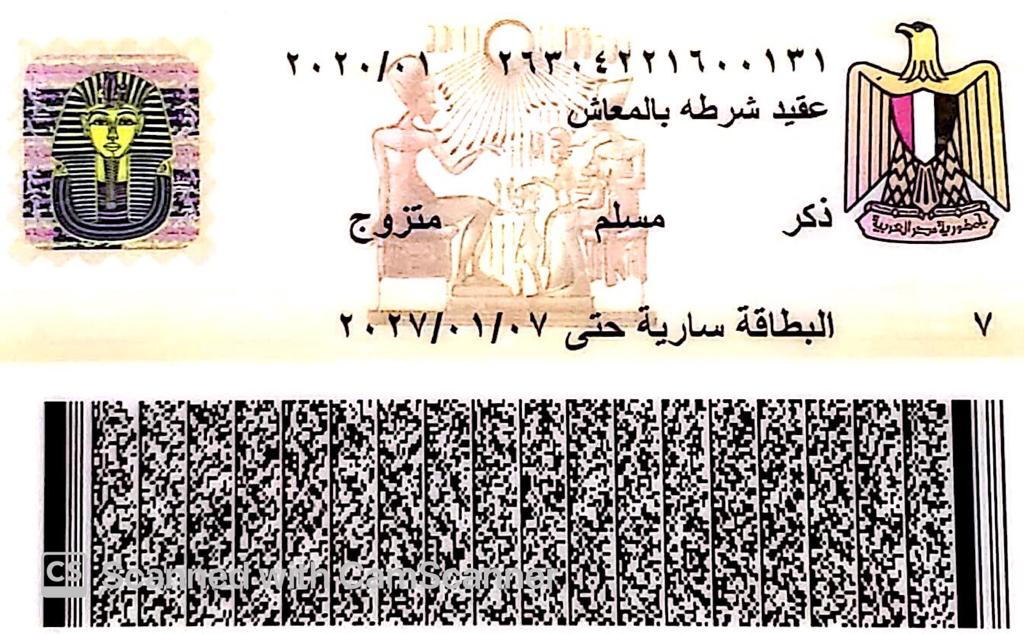 ٢٦٣٠٤٢٢١٦٠٠١٣١ ٢٠٢٠/٠١
عقيد شرطه بالمعاش
ذكر مسلم متزوج
البطاقة سارية حتى ٢٠٢٧/٠١/٠٧
٧
جمهورية مصر العربية
CS Scanned with CamScanner